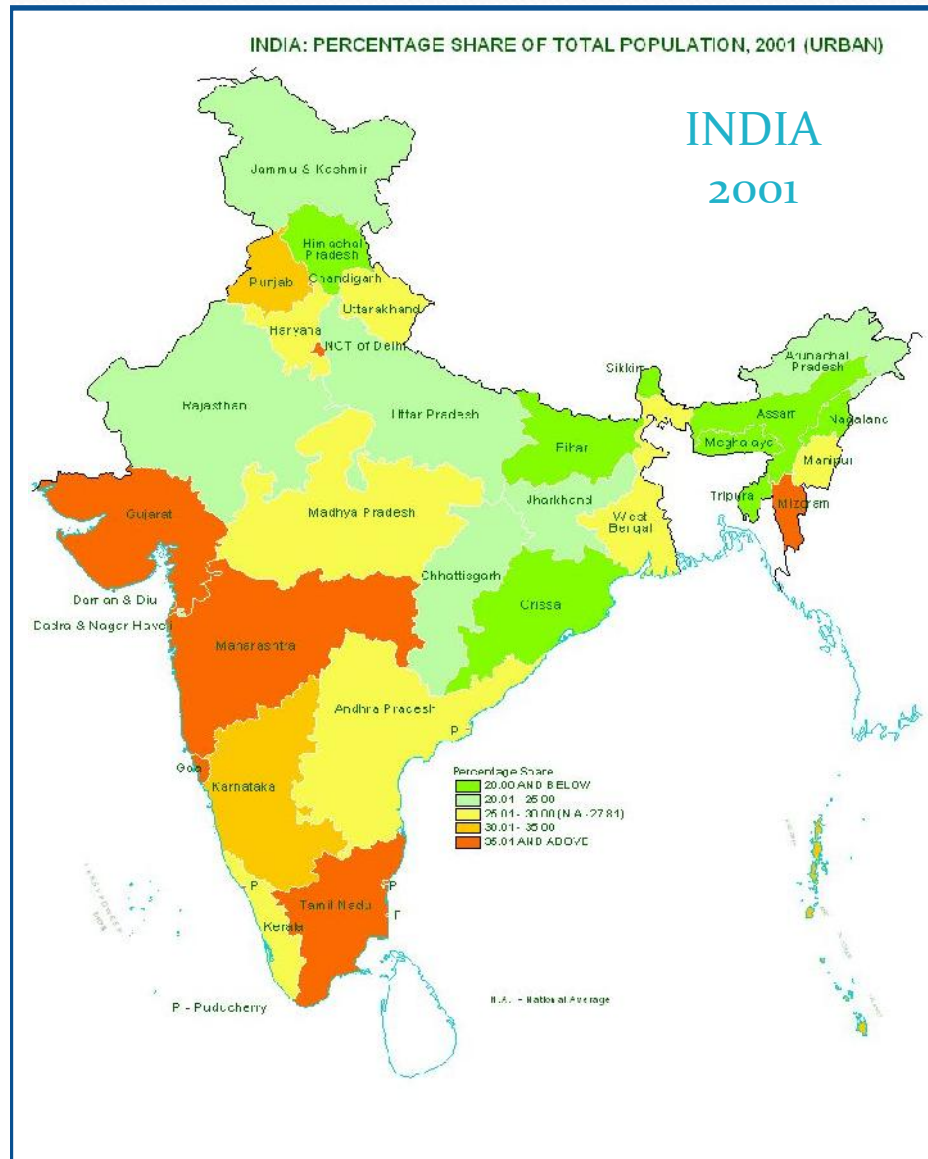 INDIA: PERCENTAGE SHARE OF TOTAL POPULATION, 2001 (URBAN)
INDIA
2001
Jammu & Kashmir
Himachal
Pradesh
Punjab
Chandigarh
Uttarakhand
Haryana
NCT of Delhi
Arunachal
Pradesh
Sikkim
Rajasthan
Uttar Pradesh
Assam
Nagaland
Bihar
Meghalaya
Manipur
Jharkhand
Tripura
Mizoram
Gujarat
Madhya Pradesh
West
Bengal
Chhattisgarh
Daman & Diu
Orissa
Dadra & Nagar Haveli
Maharashtra
Andhra Pradesh
P
Goa
Karnataka
Percentage Share
20.00 AND BELOW
20.01 - 25.00
25.01 - 30.00 (N.A - 27.81)
30.01 - 35.00
35.01 AND ABOVE
P
P
Tamil Nadu
Kerala
N.A. - National Average
P - Puducherry